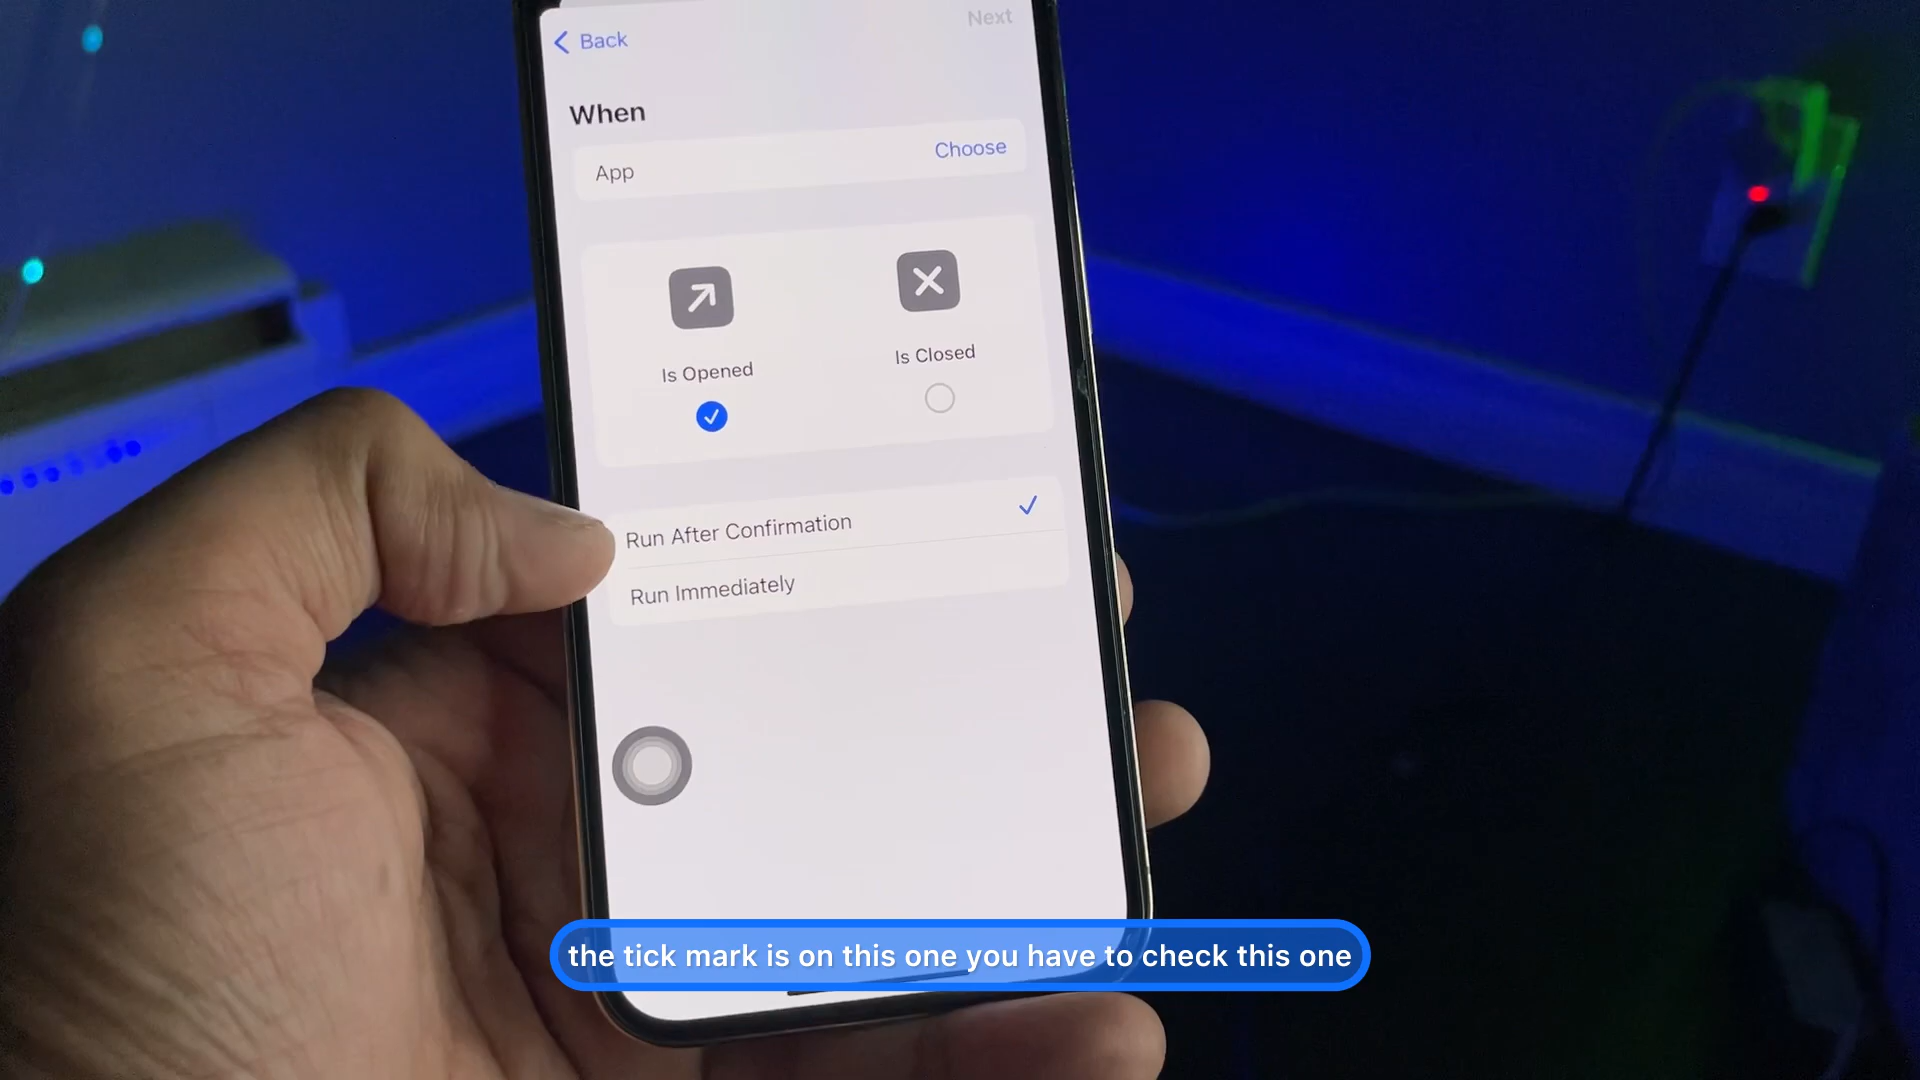 Next
Back
When
App
Choose
Is Opened
Is Closed
Run After Confirmation
Run Immediately
the tick mark is on this one you have to check this one